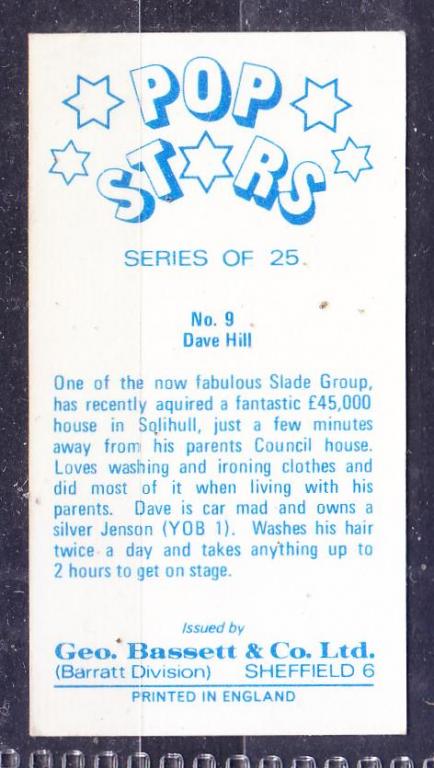 POP
STARS
SERIES OF 25.
No. 9
Dave Hill
One of the now fabulous Slade Group,
has recently aquired a fantastic £45,000
house in Solihull, just a few minutes
away from his parents Council house.
Loves washing and ironing clothes and
did most of it when living with his
parents. Dave is car mad and owns a
silver Jenson (YOB 1). Washes his hair
twice a day and takes anything up to
2 hours to get on stage.
Issued by
Geo. Bassett & Co. Ltd.
(Barratt Division) SHEFFIELD 6
PRINTED IN ENGLAND